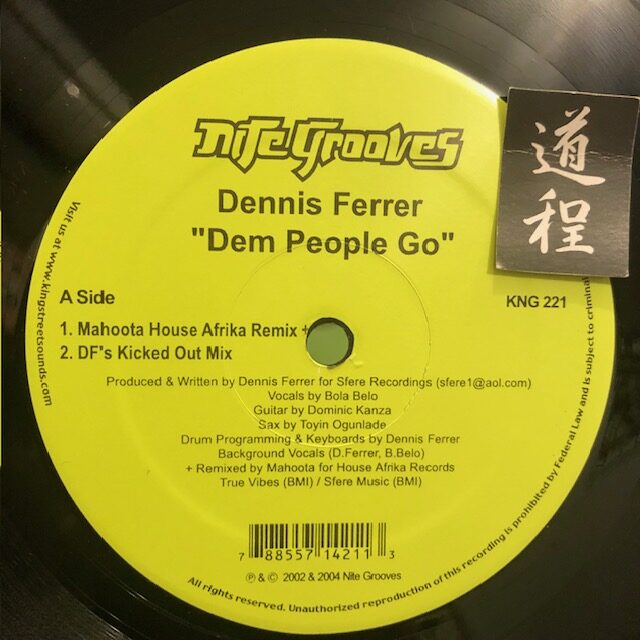 Nite Grooves
Dennis Ferrer
"Dem People Go"
道程
A Side
KNG 221
1. Mahoota House Afrika Remix +
2. DF"s Kicked Out Mix
Produced & Written by Dennis Ferrer for Sfere Recordings (sfere1@aol.com)
Vocals by Bola Belo
Guitar by Dominic Kanza
Sax by Toyin Ogunlade
Drum Programming & Keyboards by Dennis Ferrer
Background Vocals (D.Ferrer, B.Belo)
+ Remixed by Mahoota for House Afrika Records
True Vibes (BMI) / Sfere Music (BMI)
7 88557 14211 3
℗ & © 2002 & 2004 Nite Grooves
Visit us at www.kingstreetsounds.com
All rights reserved. Unauthorized reproduction of this recording is prohibited by Federal Law and is subject to criminal